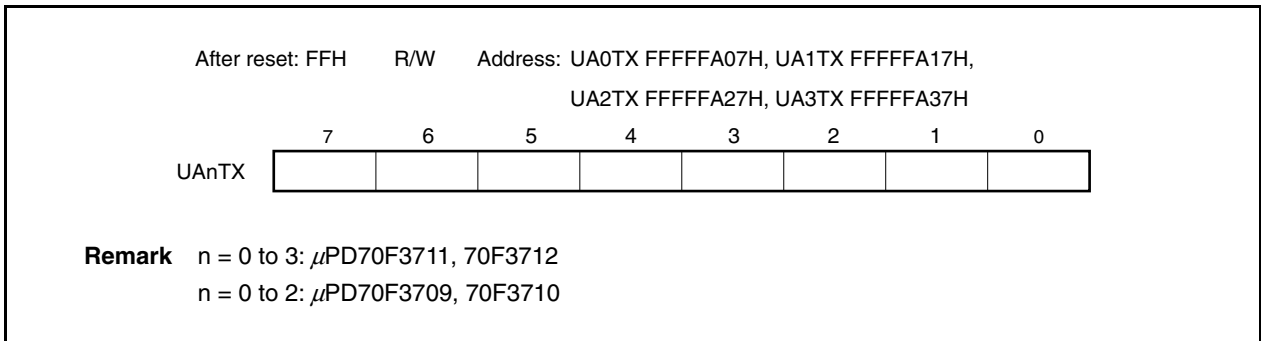 After reset: FFH R/W Address: UA0TX FFFFFA07H, UA1TX FFFFFA17H,
UA2TX FFFFFA27H, UA3TX FFFFFA37H
7 6 5 4 3 2 1 0
UAnTX
Remark n = 0 to 3: μPD70F3711, 70F3712
n = 0 to 2: μPD70F3709, 70F3710